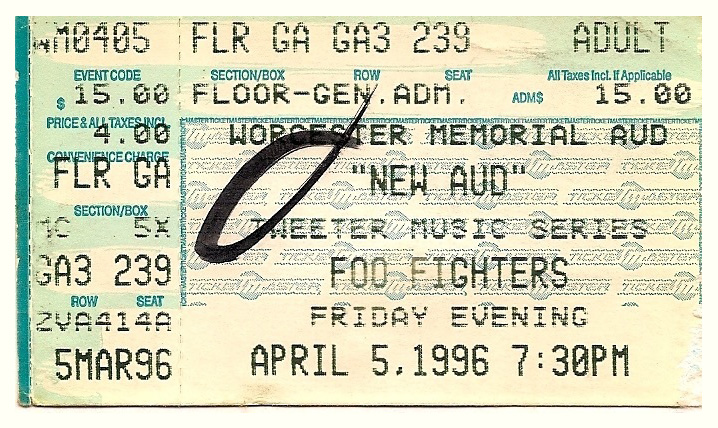 WM0405 FLR GA GA3 239 ADULT
EVENT CODE SECTION/BOX ROW SEAT All Taxes Incl. If Applicable
$ 15.00 FLOOR-GEN.ADM. ADM$ 15.00
PRICE & ALL TAXES INCL.
4.00 WORCESTER MEMORIAL AUD
CONVENIENCE CHARGE
FLR GA "NEW AUD"
SECTION/BOX
5X TWEETER MUSIC SERIES
GA3 239 FOO FIGHTERS
ROW SEAT
ZVA414A FRIDAY EVENING
5MAR96 APRIL 5,1996 7:30PM